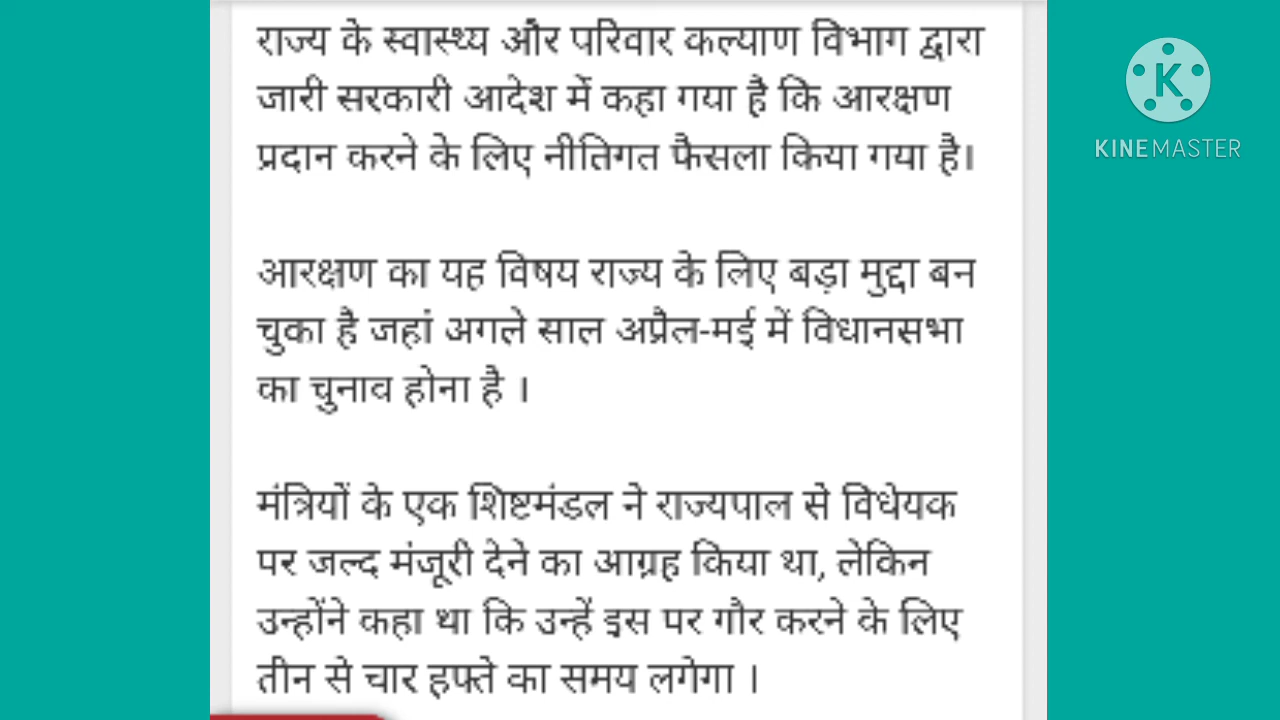 राज्य के स्वास्थ्य और परिवार कल्याण विभाग द्वारा
जारी सरकारी आदेश में कहा गया है कि आरक्षण
प्रदान करने के लिए नीतिगत फैसला किया गया है।
आरक्षण का यह विषय राज्य के लिए बड़ा मुद्दा बन
चुका है जहां अगले साल अप्रैल-मई में विधानसभा
का चुनाव होना है ।
मंत्रियों के एक शिष्टमंडल ने राज्यपाल से विधेयक
पर जल्द मंजूरी देने का आग्रह किया था, लेकिन
उन्होंने कहा था कि उन्हें इस पर गौर करने के लिए
तीन से चार हफ्ते का समय लगेगा ।
K
KINEMASTER